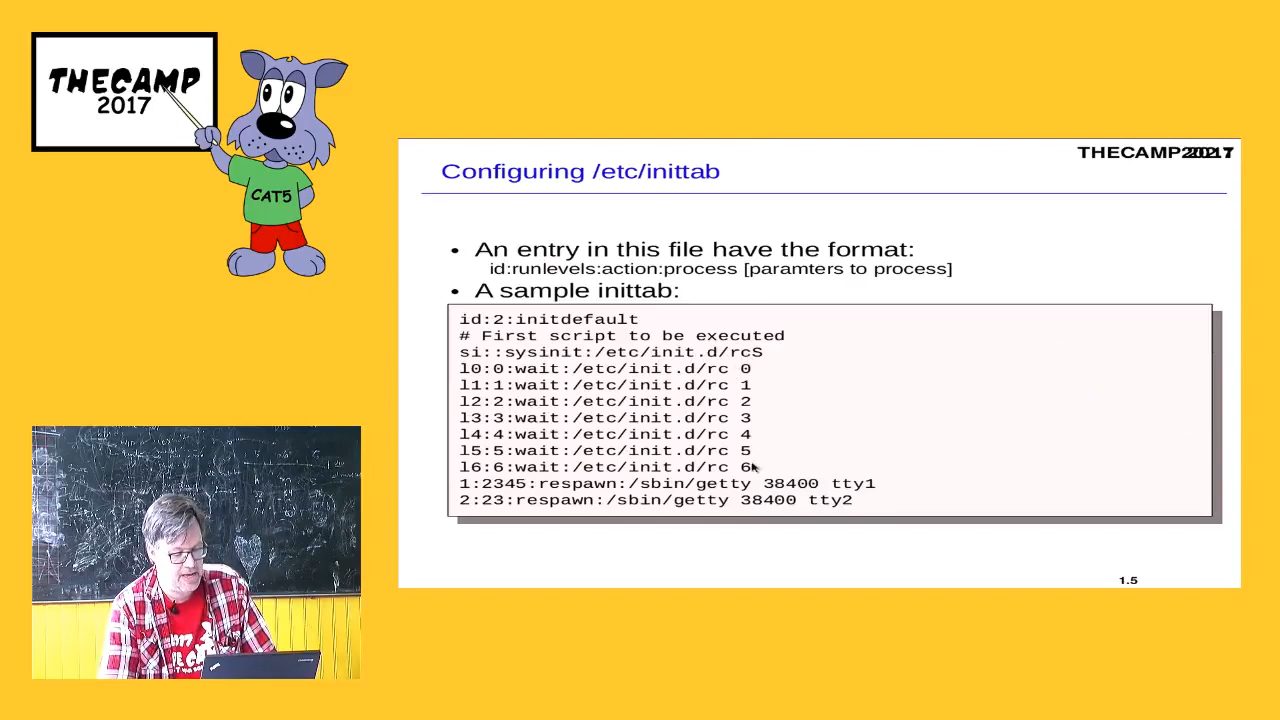 THECAMP
2017
CAT5
THECAMP2017
Configuring /etc/inittab
• An entry in this file have the format:
id:runlevels:action:process [paramters to process]
• A sample inittab:
id:2:initdefault
# First script to be executed
si::sysinit:/etc/init.d/rcS
l0:0:wait:/etc/init.d/rc 0
l1:1:wait:/etc/init.d/rc 1
l2:2:wait:/etc/init.d/rc 2
l3:3:wait:/etc/init.d/rc 3
l4:4:wait:/etc/init.d/rc 4
l5:5:wait:/etc/init.d/rc 5
l6:6:wait:/etc/init.d/rc 6
1:2345:respawn:/sbin/getty 38400 tty1
2:23:respawn:/sbin/getty 38400 tty2
1.5